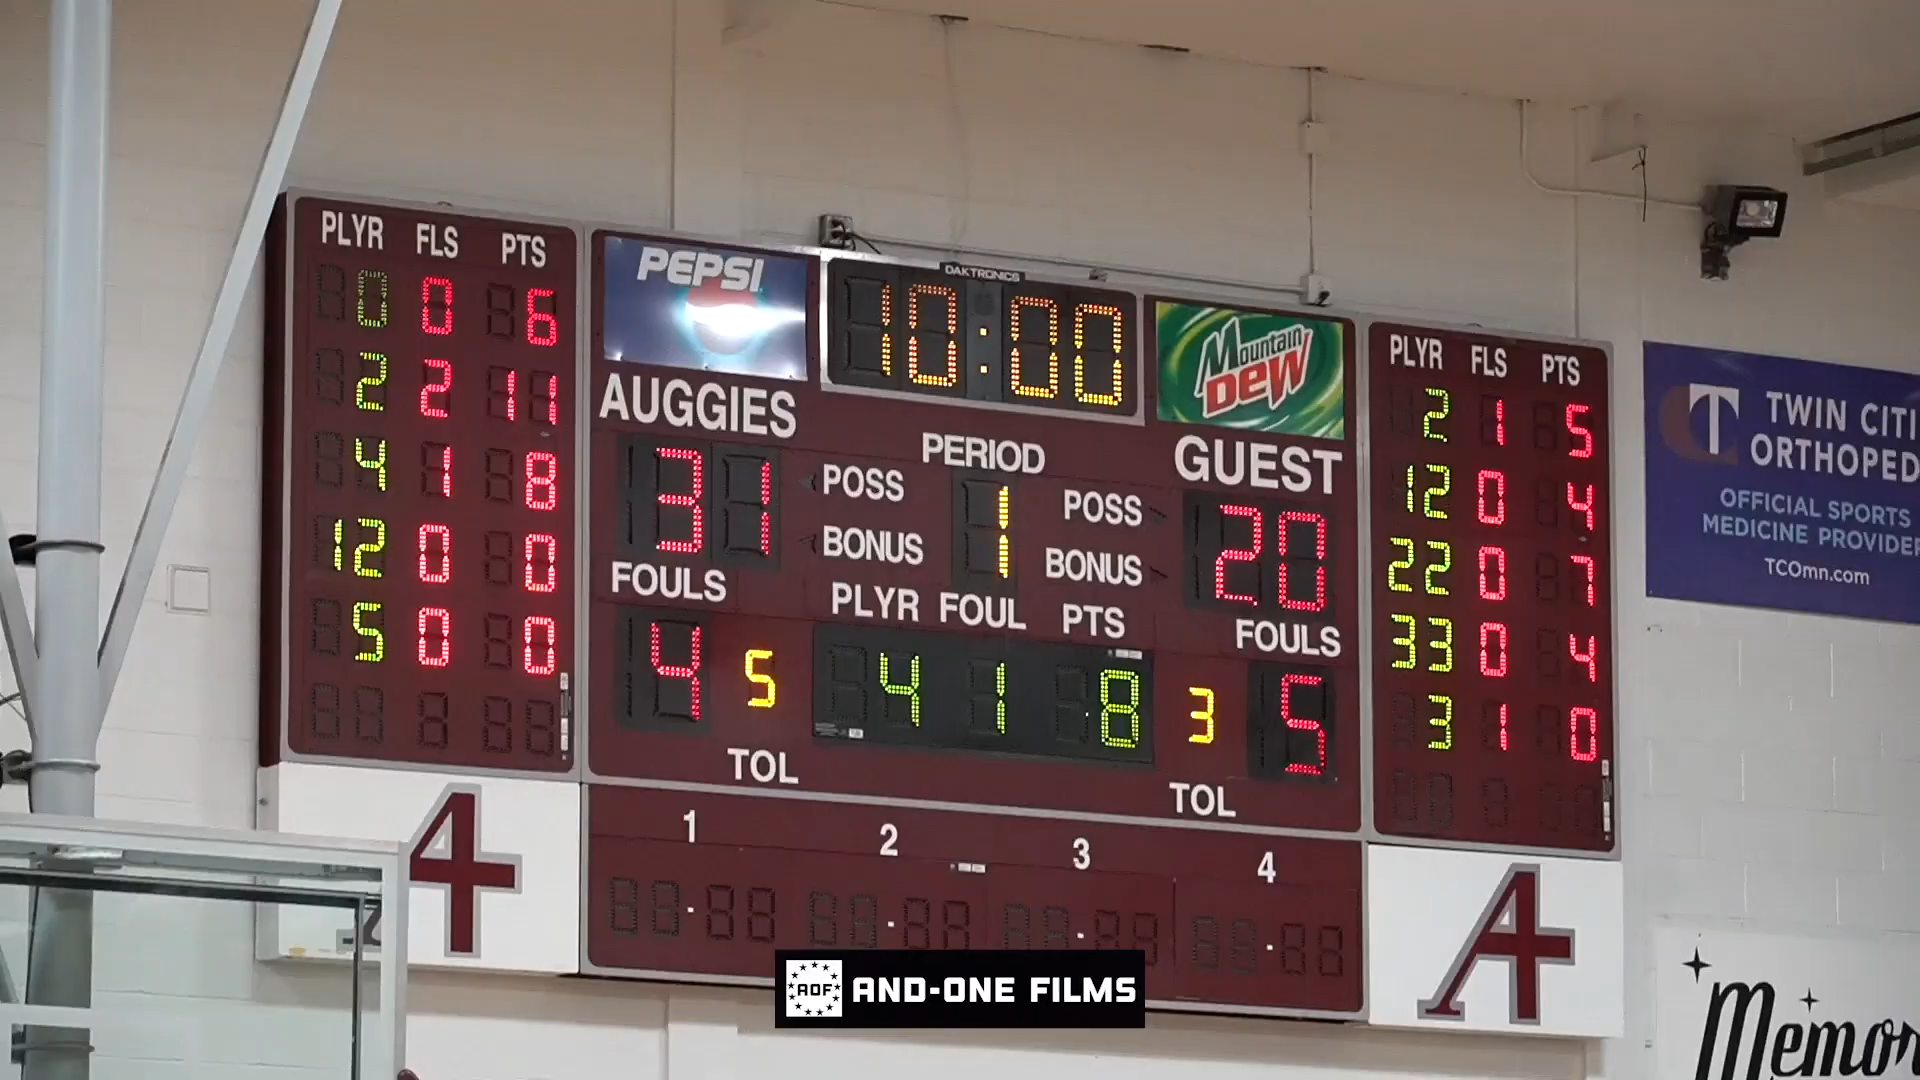 PLYR FLS PTS
0 0 6
2 2 11
4 1 8
12 0 0
5 0 0
PEPSI
DAKTRONICS
10:00
Mountain
Dew
AUGGIES
31
PERIOD
1
POSS
BONUS
POSS
BONUS
GUEST
20
FOULS
4
5
TOL
PLYR FOUL PTS
4 1 8
FOULS
3
5
TOL
1 2 3 4
PLYR FLS PTS
2 1 5
12 0 4
22 0 7
33 0 4
3 1 0
A
A
TWIN CITI
ORTHOPED
OFFICIAL SPORTS
MEDICINE PROVIDER
TCOmn.com
Memor
AOF AND-ONE FILMS